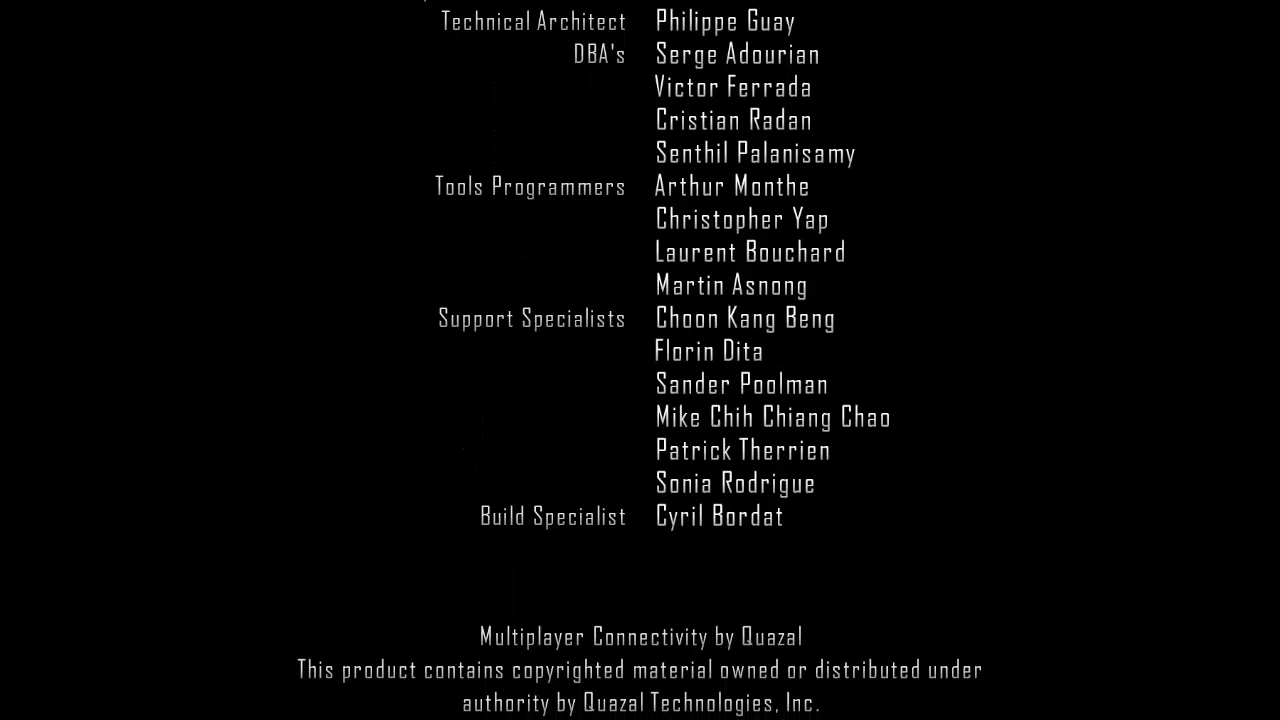 Technical Architect Philippe Guay
DBA's Serge Adourian
Victor Ferrada
Cristian Radan
Senthil Palanisamy
Tools Programmers Arthur Monthe
Christopher Yap
Laurent Bouchard
Martin Asnong
Support Specialists Choon Kang Beng
Florin Dita
Sander Poolman
Mike Chih Chiang Chao
Patrick Therrien
Sonia Rodrigue
Build Specialist Cyril Bordat
Multiplayer Connectivity by Quazal
This product contains copyrighted material owned or distributed under
authority by Quazal Technologies, Inc.